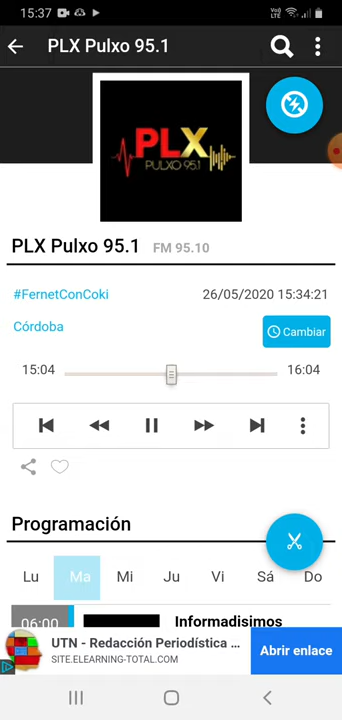 15:37
PLX Pulxo 95.1
PLX
PULXO 95.1
PLX Pulxo 95.1 FM 95.10
#FernetConCoki 26/05/2020 15:34:21
Córdoba Cambiar
15:04 16:04
Programación
Lu Ma Mi Ju Vi Sá Do
06:00 Informadisimos
UTN - Redacción Periodística ...
SITE.ELEARNING-TOTAL.COM
Abrir enlace